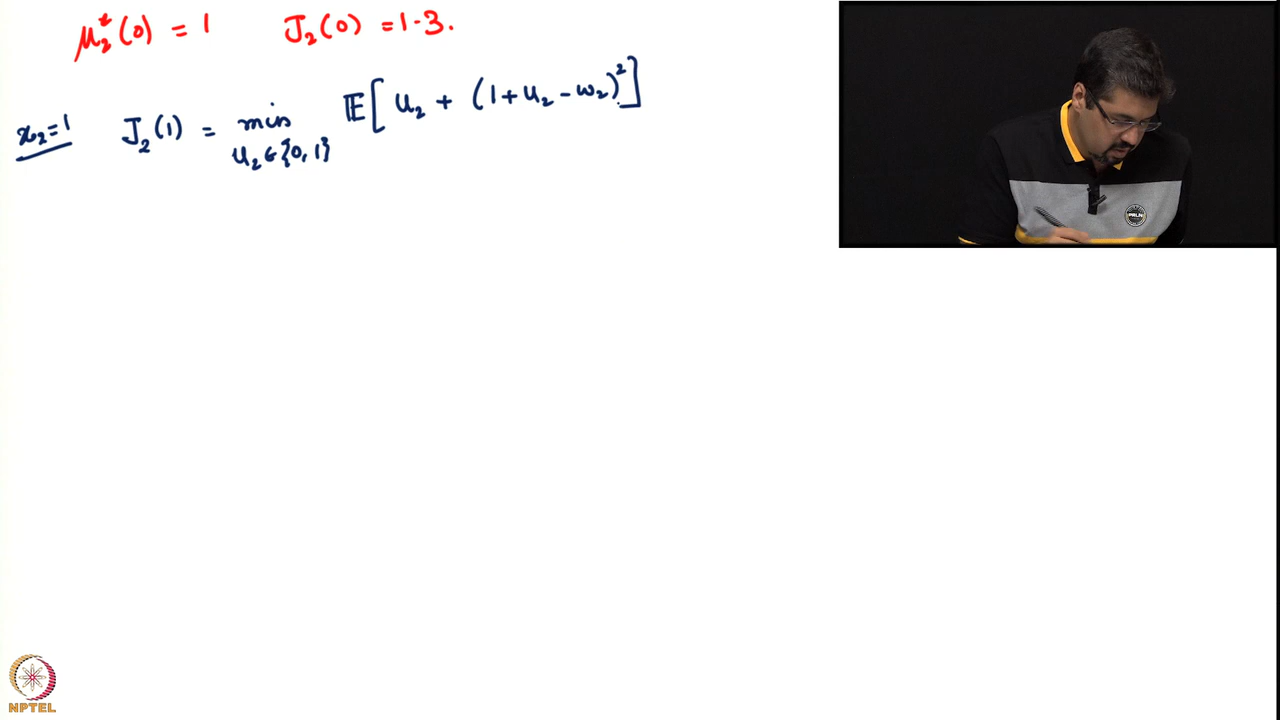 μ₂*(0) = 1 J₂(0) = 1·3.
x₂=1 J₂(1) = min 𝔼[ u₂ + (1+u₂-w₂)² ]
u₂∈{0,1}
PRLN
NPTEL